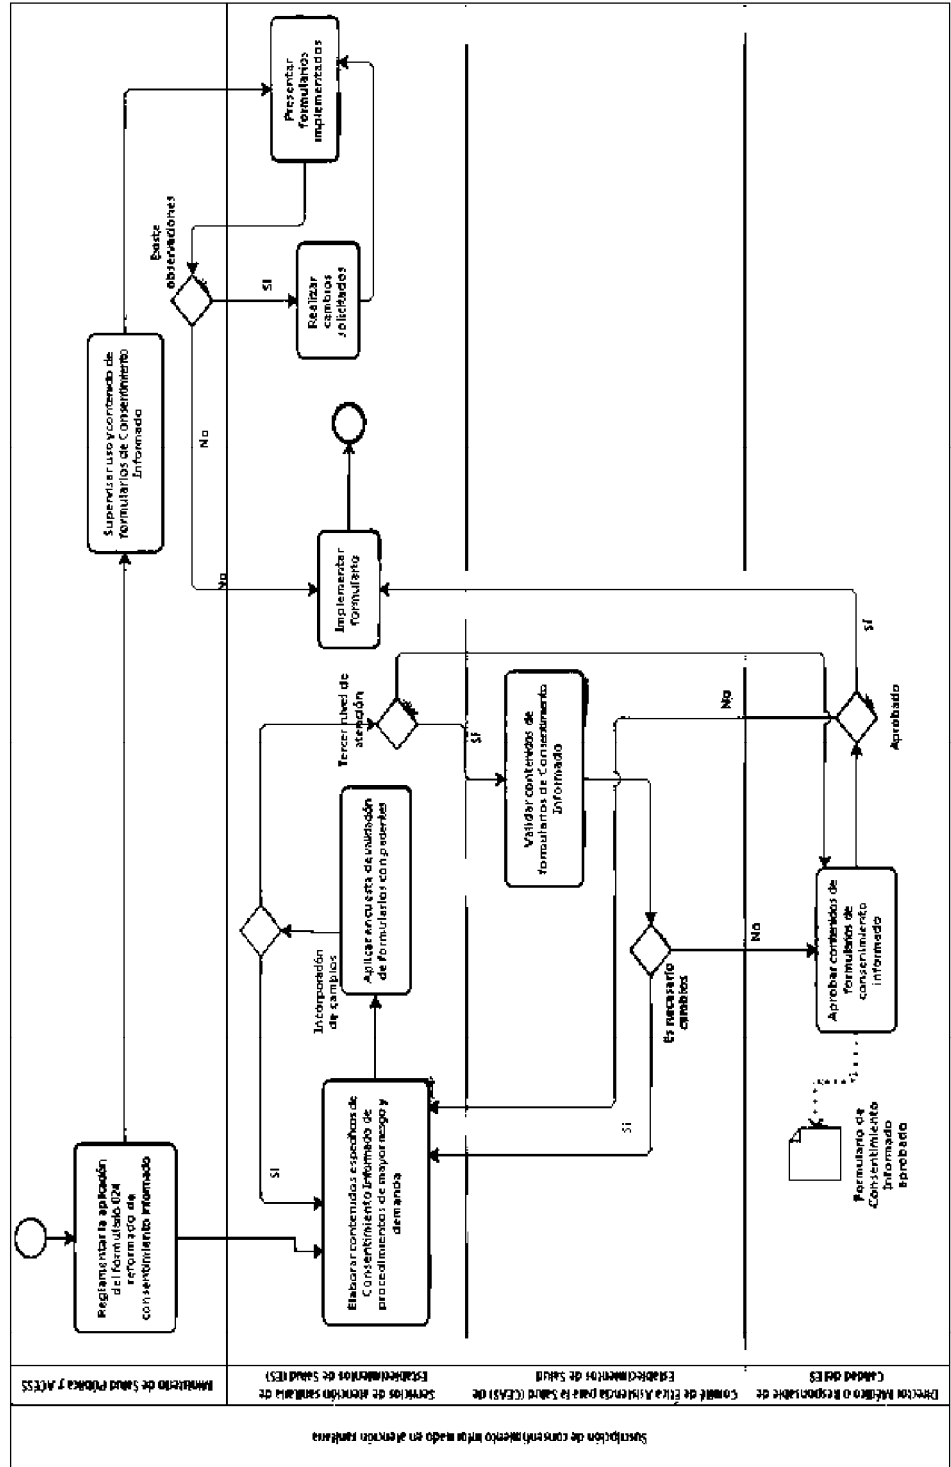 Suscripción de consentimiento informado en atención sanitaria
Ministerio de Salud Pública y ACESS
Servicios de atención sanitaria de
Establecimientos de Salud (ES)
Comité de Ética Asistencia para la Salud (CEAS) de
Establecimientos de Salud
Director Médico o Responsable de
Calidad del ES
Reglamentar la aplicación
del formulario 024
reformado de
consentimiento informado
Supervisar uso y contenido de
formularios de Consentimiento
Informado
Existe
observaciones
No
No
Sí
Elaborar contenidos específicos de
Consentimiento Informado de
procedimientos de mayor riesgo y
demanda
Sí
Incorporación
de cambios
Aplicar encuesta de validación
de formularios con pacientes
Tercer nivel de
atención
Sí
Implementar
formulario
Realizar
cambios
solicitados
Presentar
formularios
implementados
Validar contenidos de
formularios de Consentimiento
Informado
Es necesario
cambios
Sí
No
No
Formulario de
Consentimiento
Informado
aprobado
Aprobar contenidos de
formularios de
consentimiento
informado
Aprobado
Sí